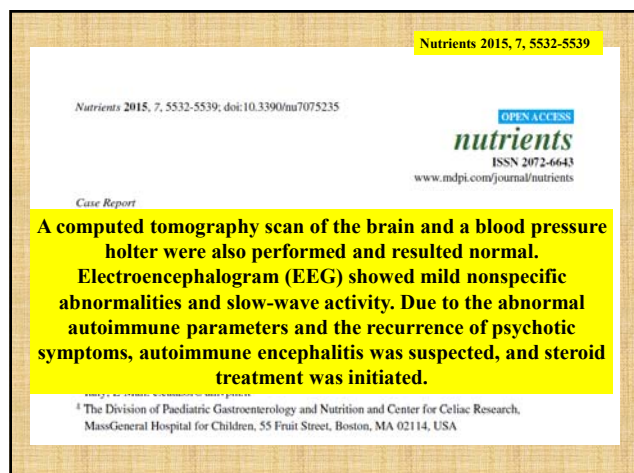 Nutrients 2015, 7, 5532-5539
Nutrients 2015, 7, 5532-5539; doi:10.3390/nu7075235
OPEN ACCESS
nutrients
ISSN 2072-6643
www.mdpi.com/journal/nutrients
Case Report
A computed tomography scan of the brain and a blood pressure
holter were also performed and resulted normal.
Electroencephalogram (EEG) showed mild nonspecific
abnormalities and slow-wave activity. Due to the abnormal
autoimmune parameters and the recurrence of psychotic
symptoms, autoimmune encephalitis was suspected, and steroid
treatment was initiated.
⁠The Division of Paediatric Gastroenterology and Nutrition and Center for Celiac Research,
MassGeneral Hospital for Children, 55 Fruit Street, Boston, MA 02114, USA